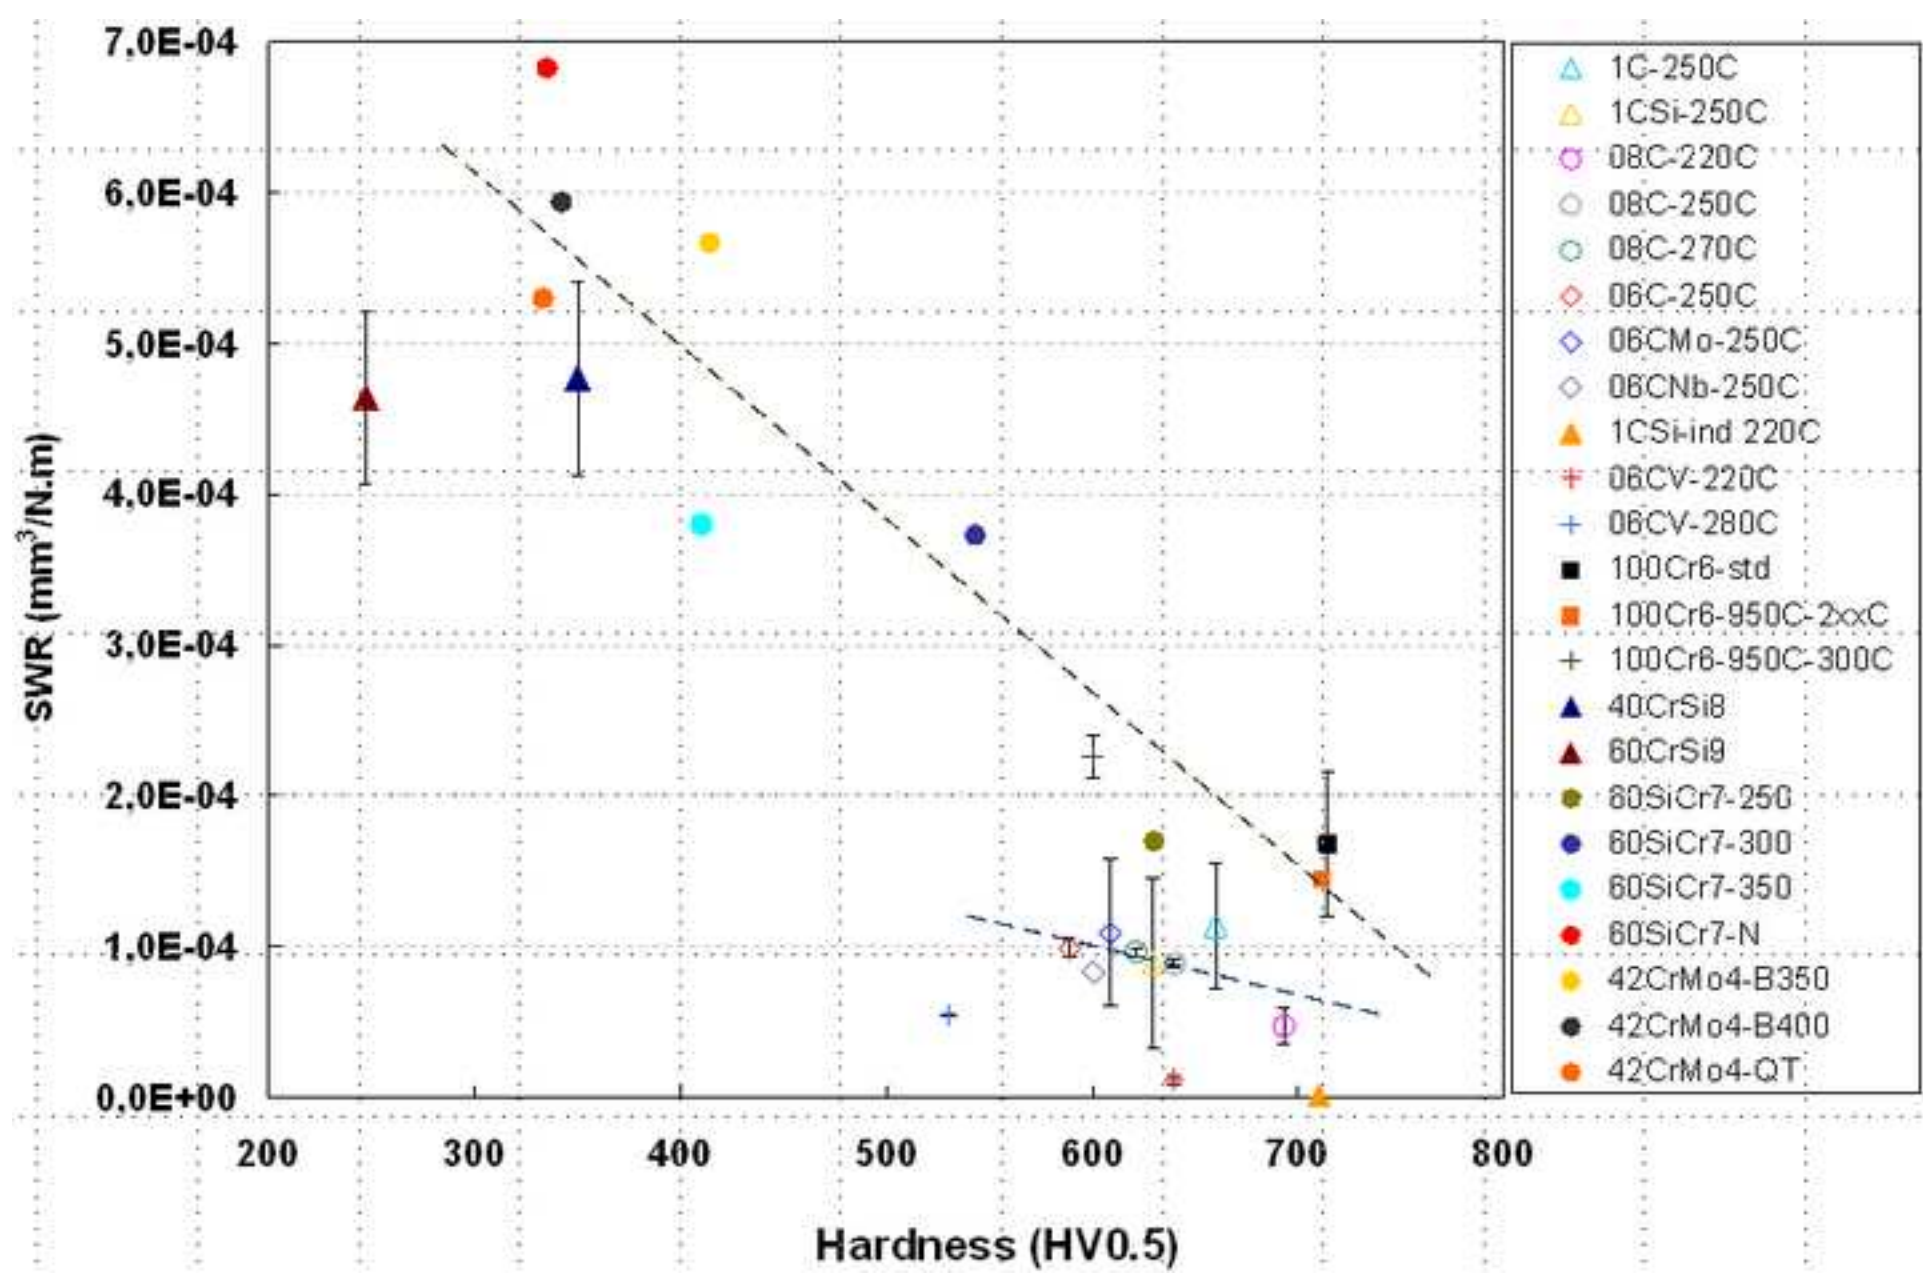 7,0E-04
6,0E-04
5,0E-04
4,0E-04
3,0E-04
2,0E-04
1,0E-04
0,0E+00
SWR (mm³/N.m)
200 300 400 500 600 700 800
Hardness (HV0.5)
1C-250C
1CSi-250C
08C-220C
08C-250C
08C-270C
06C-250C
06CMo-250C
06CNb-250C
1CSi-ind 220C
06CV-220C
06CV-280C
100Cr6-std
100Cr6-950C-2xxC
100Cr6-950C-300C
40CrSi8
60CrSi9
60SiCr7-250
60SiCr7-300
60SiCr7-350
60SiCr7-N
42CrMo4-B350
42CrMo4-B400
42CrMo4-QT